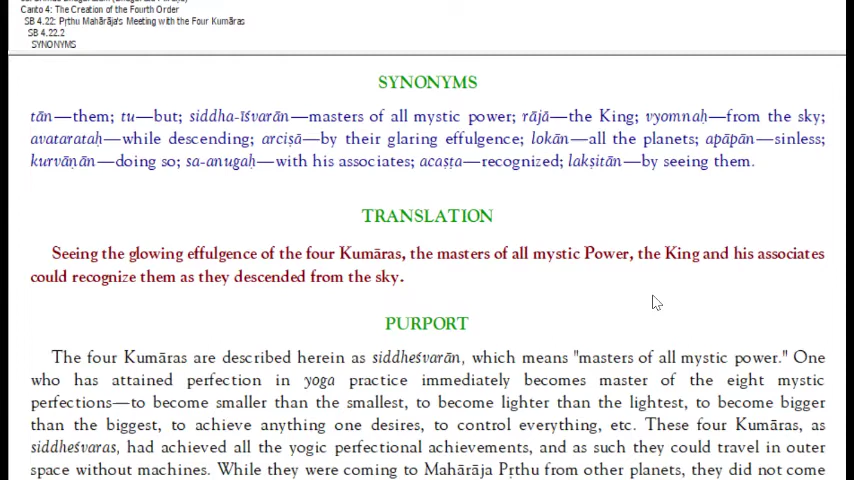 Canto 4: The Creation of the Fourth Order
SB 4.22: Pṛthu Mahārāja's Meeting with the Four Kumāras
SB 4.22.2
SYNONYMS
SYNONYMS
tān—them; tu—but; siddha-īśvarān—masters of all mystic power; rājā—the King; vyomnaḥ—from the sky;
avatarataḥ—while descending; arciṣā—by their glaring effulgence; lokān—all the planets; apāpān—sinless;
kurvāṇān—doing so; sa-anugaḥ—with his associates; acaṣṭa—recognized; lakṣitān—by seeing them.
TRANSLATION
Seeing the glowing effulgence of the four Kumāras, the masters of all mystic Power, the King and his associates
could recognize them as they descended from the sky.
PURPORT
The four Kumāras are described herein as siddheśvarān, which means "masters of all mystic power." One
who has attained perfection in yoga practice immediately becomes master of the eight mystic
perfections—to become smaller than the smallest, to become lighter than the lightest, to become bigger
than the biggest, to achieve anything one desires, to control everything, etc. These four Kumāras, as
siddheśvaras, had achieved all the yogic perfectional achievements, and as such they could travel in outer
space without machines. While they were coming to Mahārāja Pṛthu from other planets, they did not come